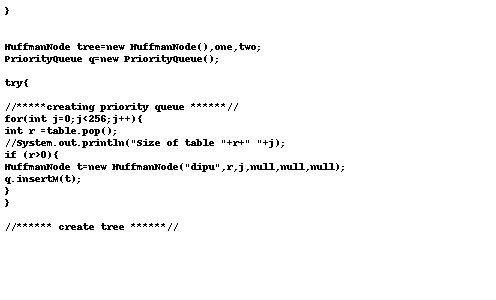 }
HuffmanNode tree=new HuffmanNode(),one,two;
PriorityQueue q=new PriorityQueue();
try{
//*****creating priority queue ******//
for(int j=0;j<256;j++){
int r =table.pop();
//System.out.println("Size of table "+r+" "+j);
if (r>0){
HuffmanNode t=new HuffmanNode("dipu",r,j,null,null,null);
q.insertM(t);
}
}
//****** create tree ******//